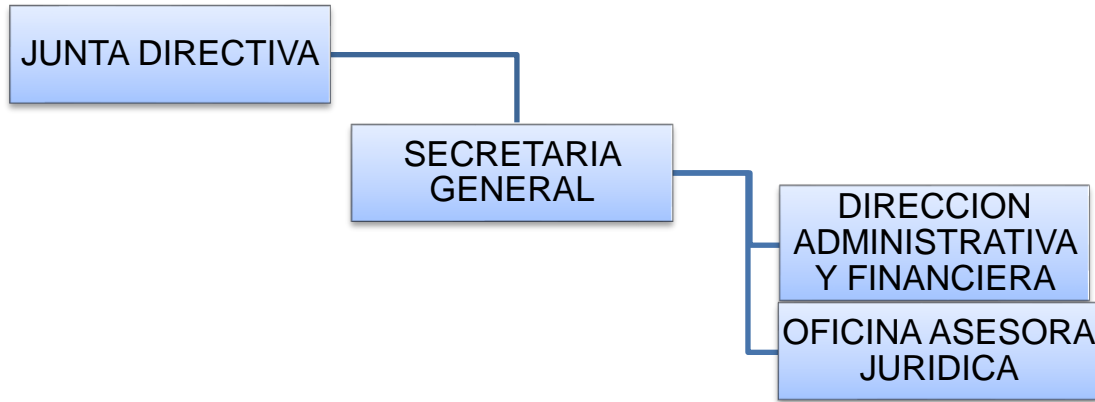 JUNTA DIRECTIVA
SECRETARIA
GENERAL
DIRECCION
ADMINISTRATIVA
Y FINANCIERA
OFICINA ASESORA
JURIDICA